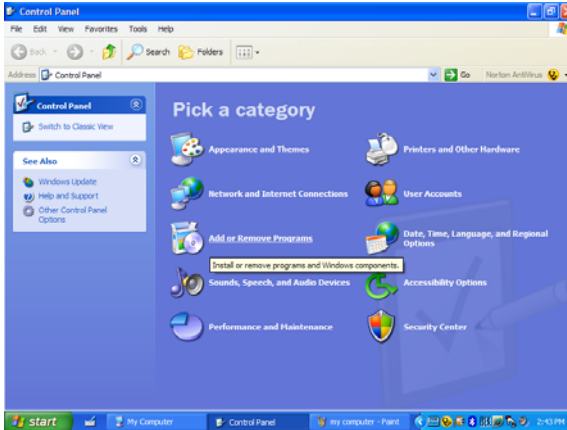 Control Panel
File Edit View Favorites Tools Help
Back Search Folders
Address Control Panel Go Norton AntiVirus
Control Panel
Switch to Classic View
See Also
Windows Update
Help and Support
Other Control Panel
Options
Pick a category
Appearance and Themes
Printers and Other Hardware
Network and Internet Connections
User Accounts
Add or Remove Programs
Date, Time, Language, and Regional
Options
Install or remove programs and Windows components.
Sounds, Speech, and Audio Devices
Accessibility Options
Performance and Maintenance
Security Center
start My Computer Control Panel my computer - Paint 2:43 PM